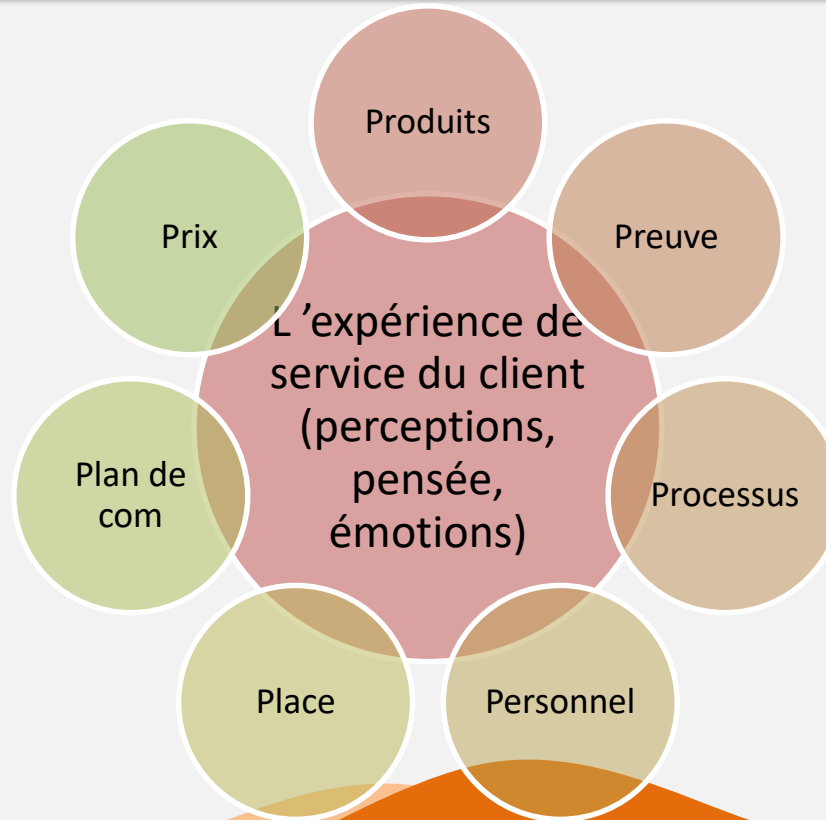 Produits
Preuve
Processus
Personnel
Place
Plan de
com
Prix
L ’expérience de
service du client
(perceptions,
pensée,
émotions)